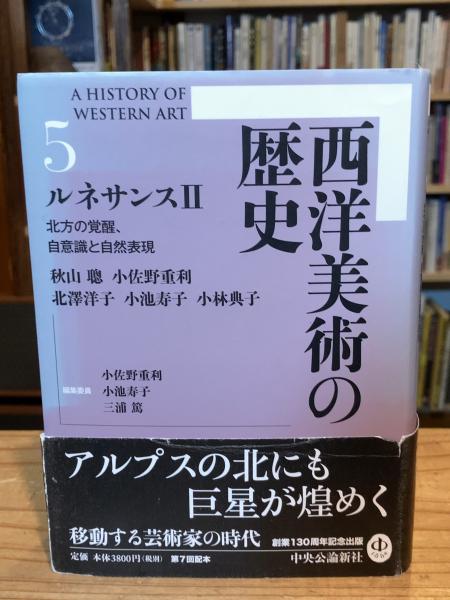 A HISTORY OF
WESTERN ART
西洋美術の
歴史
5
ルネサンスII
北方の覚醒、
自意識と自然表現
秋山 聰 小佐野重利
北澤洋子 小池寿子 小林典子
編集委員
小佐野重利
小池寿子
三浦 篤
アルプスの北にも
巨星が煌めく
移動する芸術家の時代 創業130周年記念出版
定価 本体3800円(税別) 第7回配本 中央公論新社